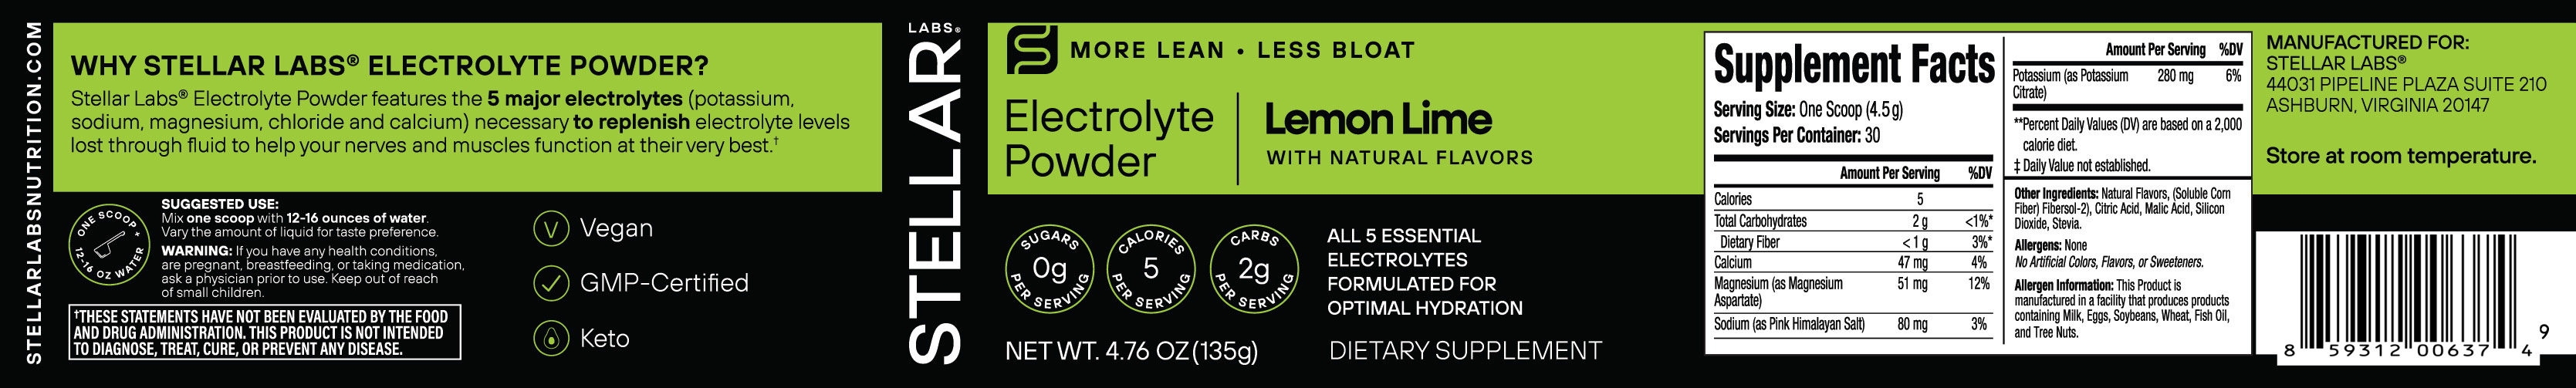 STELLARLABSNUTRITION.COM
WHY STELLAR LABS® ELECTROLYTE POWDER?
Stellar Labs® Electrolyte Powder features the 5 major electrolytes (potassium,
sodium, magnesium, chloride and calcium) necessary to replenish electrolyte levels
lost through fluid to help your nerves and muscles function at their very best.†
ONE SCOOP +
12-16 OZ WATER
SUGGESTED USE:
Mix one scoop with 12-16 ounces of water.
Vary the amount of liquid for taste preference.
WARNING: If you have any health conditions,
are pregnant, breastfeeding, or taking medication,
ask a physician prior to use. Keep out of reach
of small children.
†THESE STATEMENTS HAVE NOT BEEN EVALUATED BY THE FOOD
AND DRUG ADMINISTRATION. THIS PRODUCT IS NOT INTENDED
TO DIAGNOSE, TREAT, CURE, OR PREVENT ANY DISEASE.
V Vegan
GMP-Certified
Keto
STELLAR
LABS®
MORE LEAN • LESS BLOAT
Electrolyte
Powder
Lemon Lime
WITH NATURAL FLAVORS
SUGARS
0g
PER SERVING
CALORIES
5
PER SERVING
CARBS
2g
PER SERVING
ALL 5 ESSENTIAL
ELECTROLYTES
FORMULATED FOR
OPTIMAL HYDRATION
NET WT. 4.76 OZ (135g)
DIETARY SUPPLEMENT
Supplement Facts
Serving Size: One Scoop (4.5 g)
Servings Per Container: 30
Amount Per Serving %DV
Calories 5
Total Carbohydrates 2 g <1%*
Dietary Fiber < 1 g 3%*
Calcium 47 mg 4%
Magnesium (as Magnesium 51 mg 12%
Aspartate)
Sodium (as Pink Himalayan Salt) 80 mg 3%
Amount Per Serving %DV
Potassium (as Potassium 280 mg 6%
Citrate)
**Percent Daily Values (DV) are based on a 2,000
calorie diet.
‡ Daily Value not established.
Other Ingredients: Natural Flavors, (Soluble Corn
Fiber) Fibersol-2), Citric Acid, Malic Acid, Silicon
Dioxide, Stevia.
Allergens: None
No Artificial Colors, Flavors, or Sweeteners.
Allergen Information: This Product is
manufactured in a facility that produces products
containing Milk, Eggs, Soybeans, Wheat, Fish Oil,
and Tree Nuts.
MANUFACTURED FOR:
STELLAR LABS®
44031 PIPELINE PLAZA SUITE 210
ASHBURN, VIRGINIA 20147
Store at room temperature.
9
8 59312 00637 4